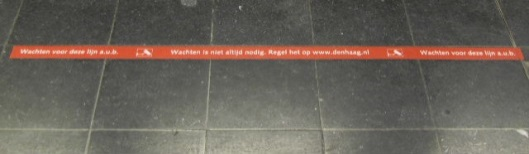 Wachten voor deze lijn a.u.b. Wachten is niet altijd nodig. Regel het op www.denhaag.nl Wachten voor deze lijn a.u.b.